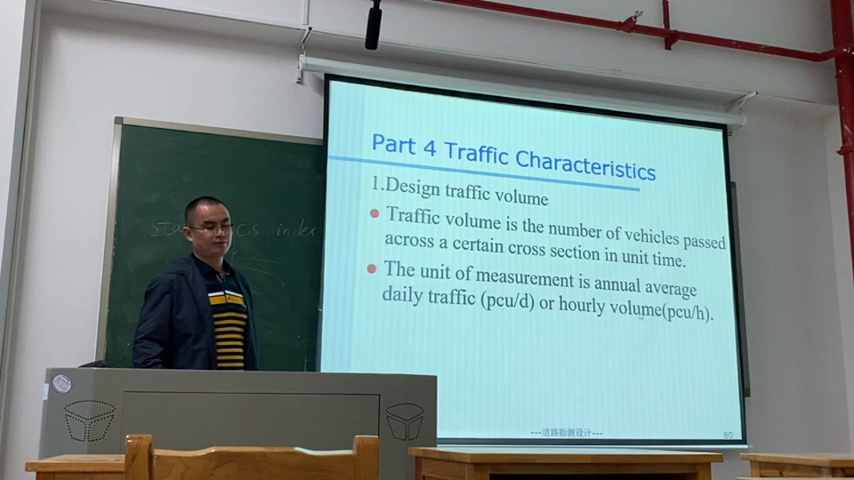 Part 4 Traffic Characteristics
1.Design traffic volume
Traffic volume is the number of vehicles passed
across a certain cross section in unit time.
The unit of measurement is annual average
daily traffic (pcu/d) or hourly volume(pcu/h).
---道路勘测设计---
80
index